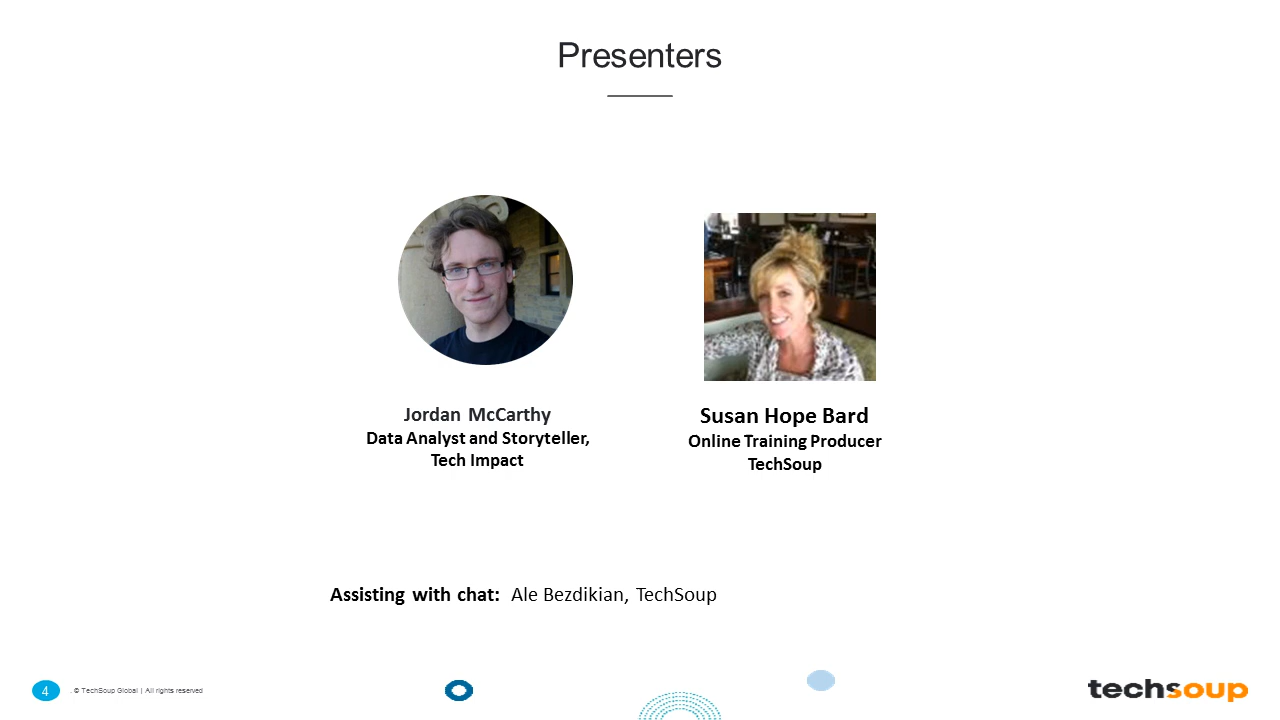 Presenters
Jordan McCarthy
Data Analyst and Storyteller,
Tech Impact
Susan Hope Bard
Online Training Producer
TechSoup
Assisting with chat: Ale Bezdikian, TechSoup
4
. © TechSoup Global | All rights reserved
techsoup